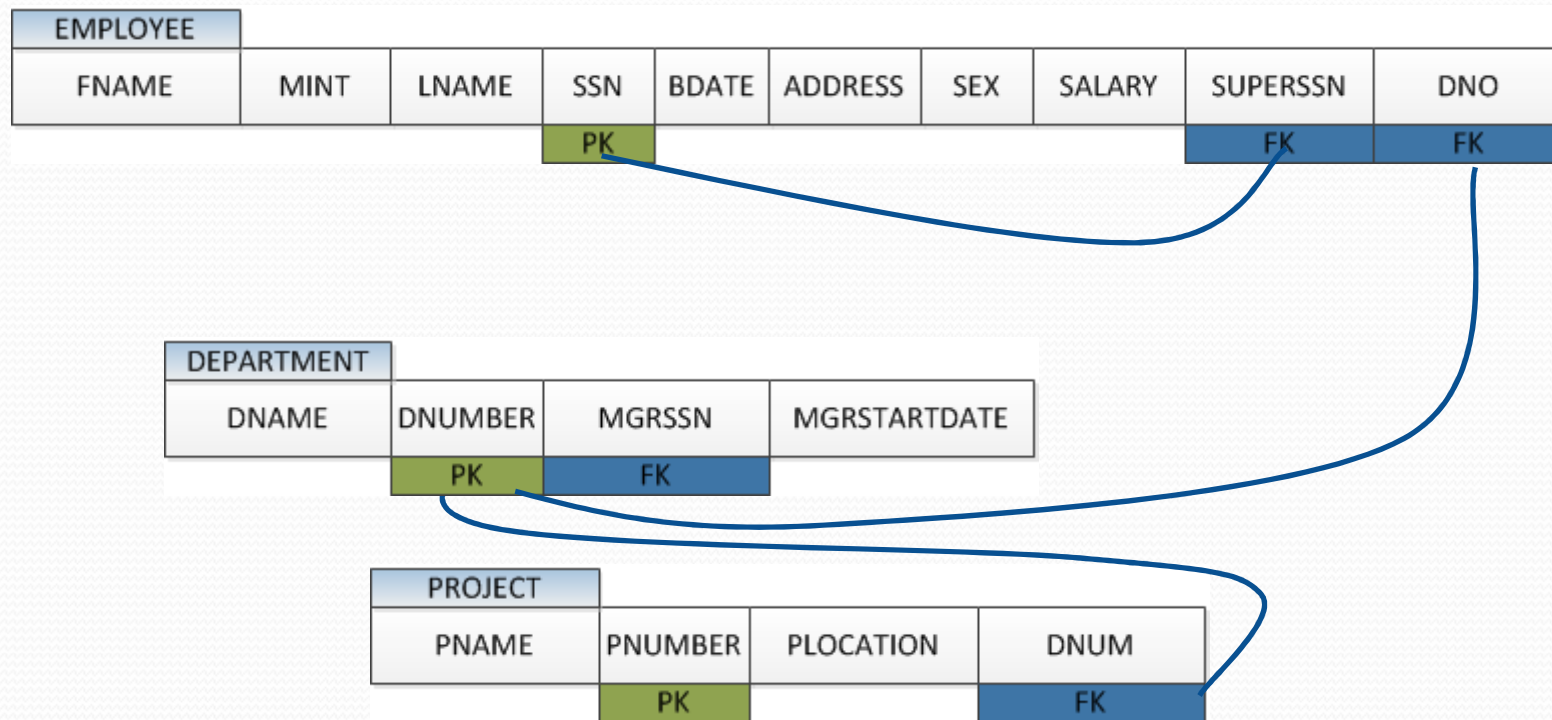 EMPLOYEE
FNAME MINT LNAME SSN BDATE ADDRESS SEX SALARY SUPERSSN DNO
PK FK FK
DEPARTMENT
DNAME DNUMBER MGRSSN MGRSTARTDATE
PK FK
PROJECT
PNAME PNUMBER PLOCATION DNUM
PK FK